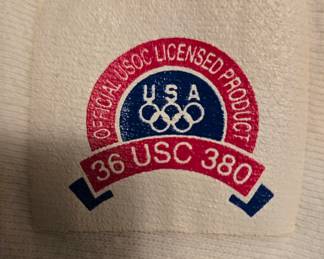 OFFICIAL USOC LICENSED PRODUCT
USA
36 USC 380